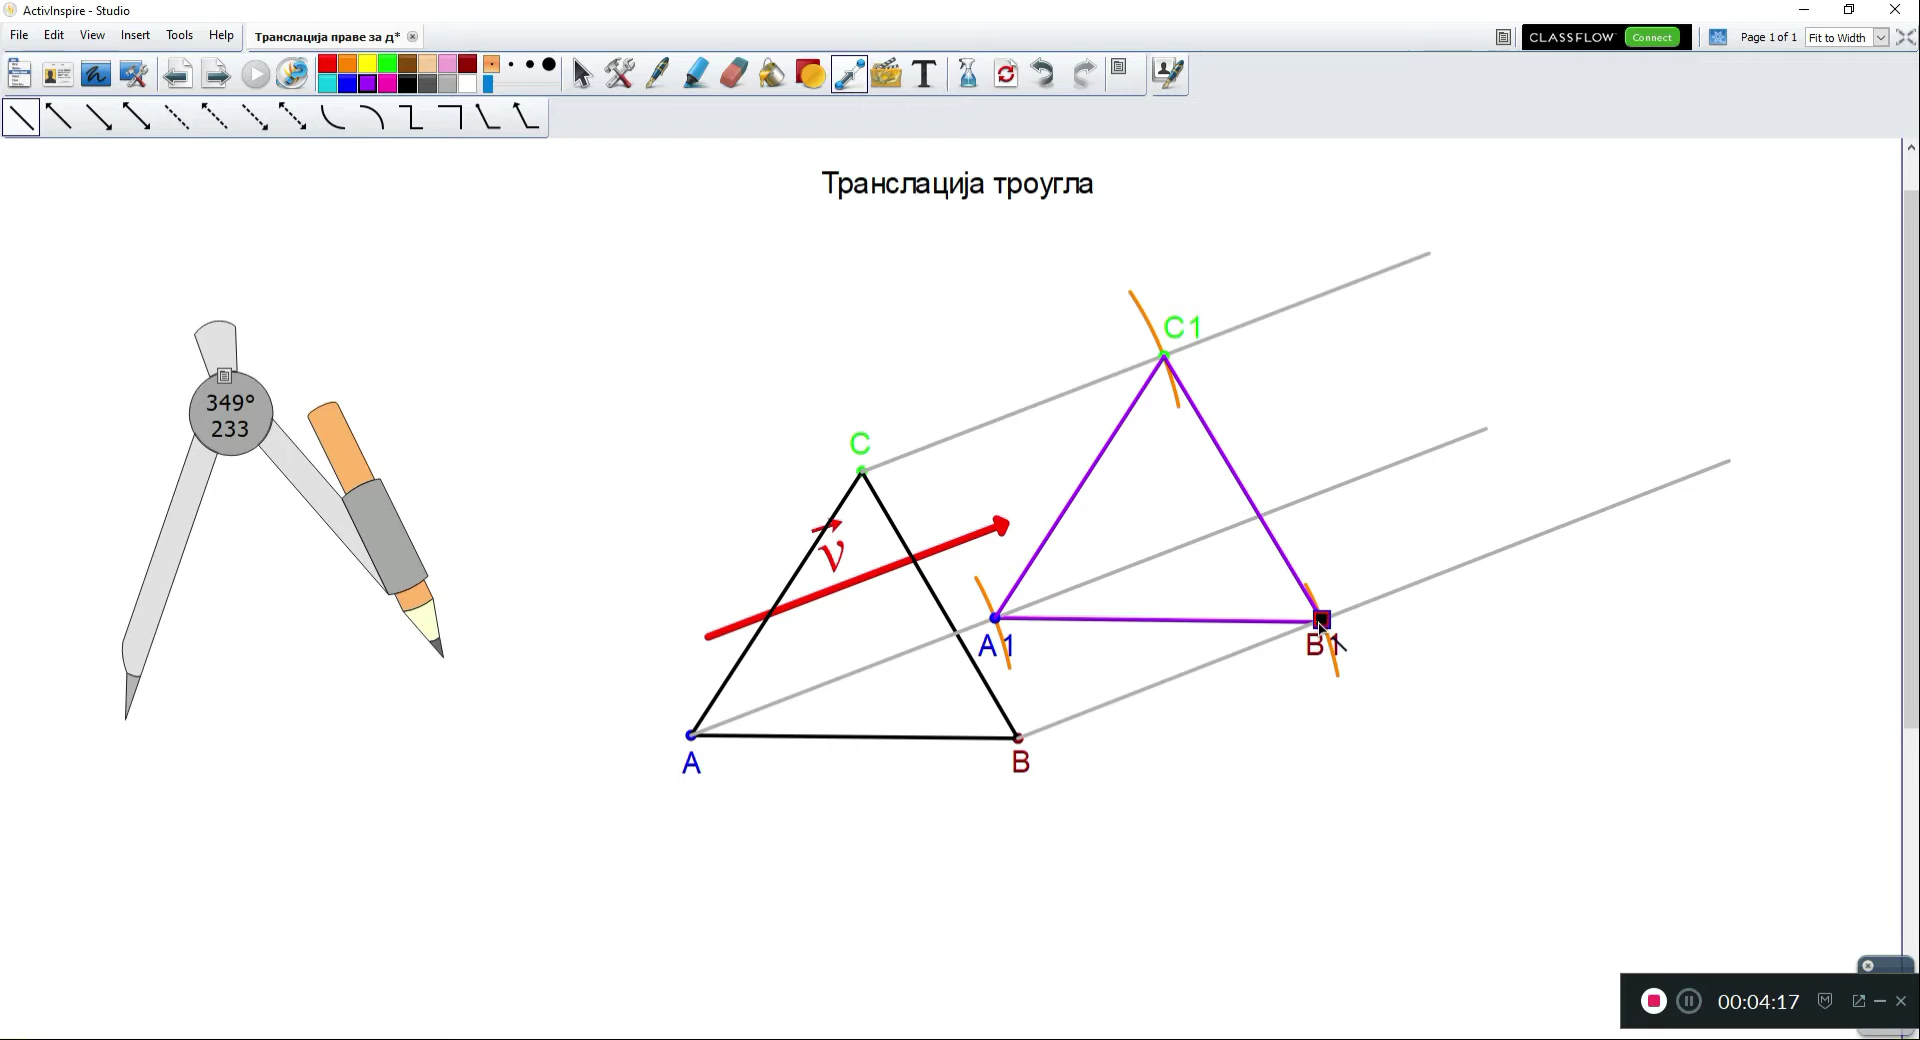 ActivInspire - Studio
File Edit View Insert Tools Help
Транслација праве за д*
CLASSFLOW Connect
Page 1 of 1 Fit to Width
T
Транслација троугла
C1
349°
233
C
v
A1
B1
A
B
00:04:17